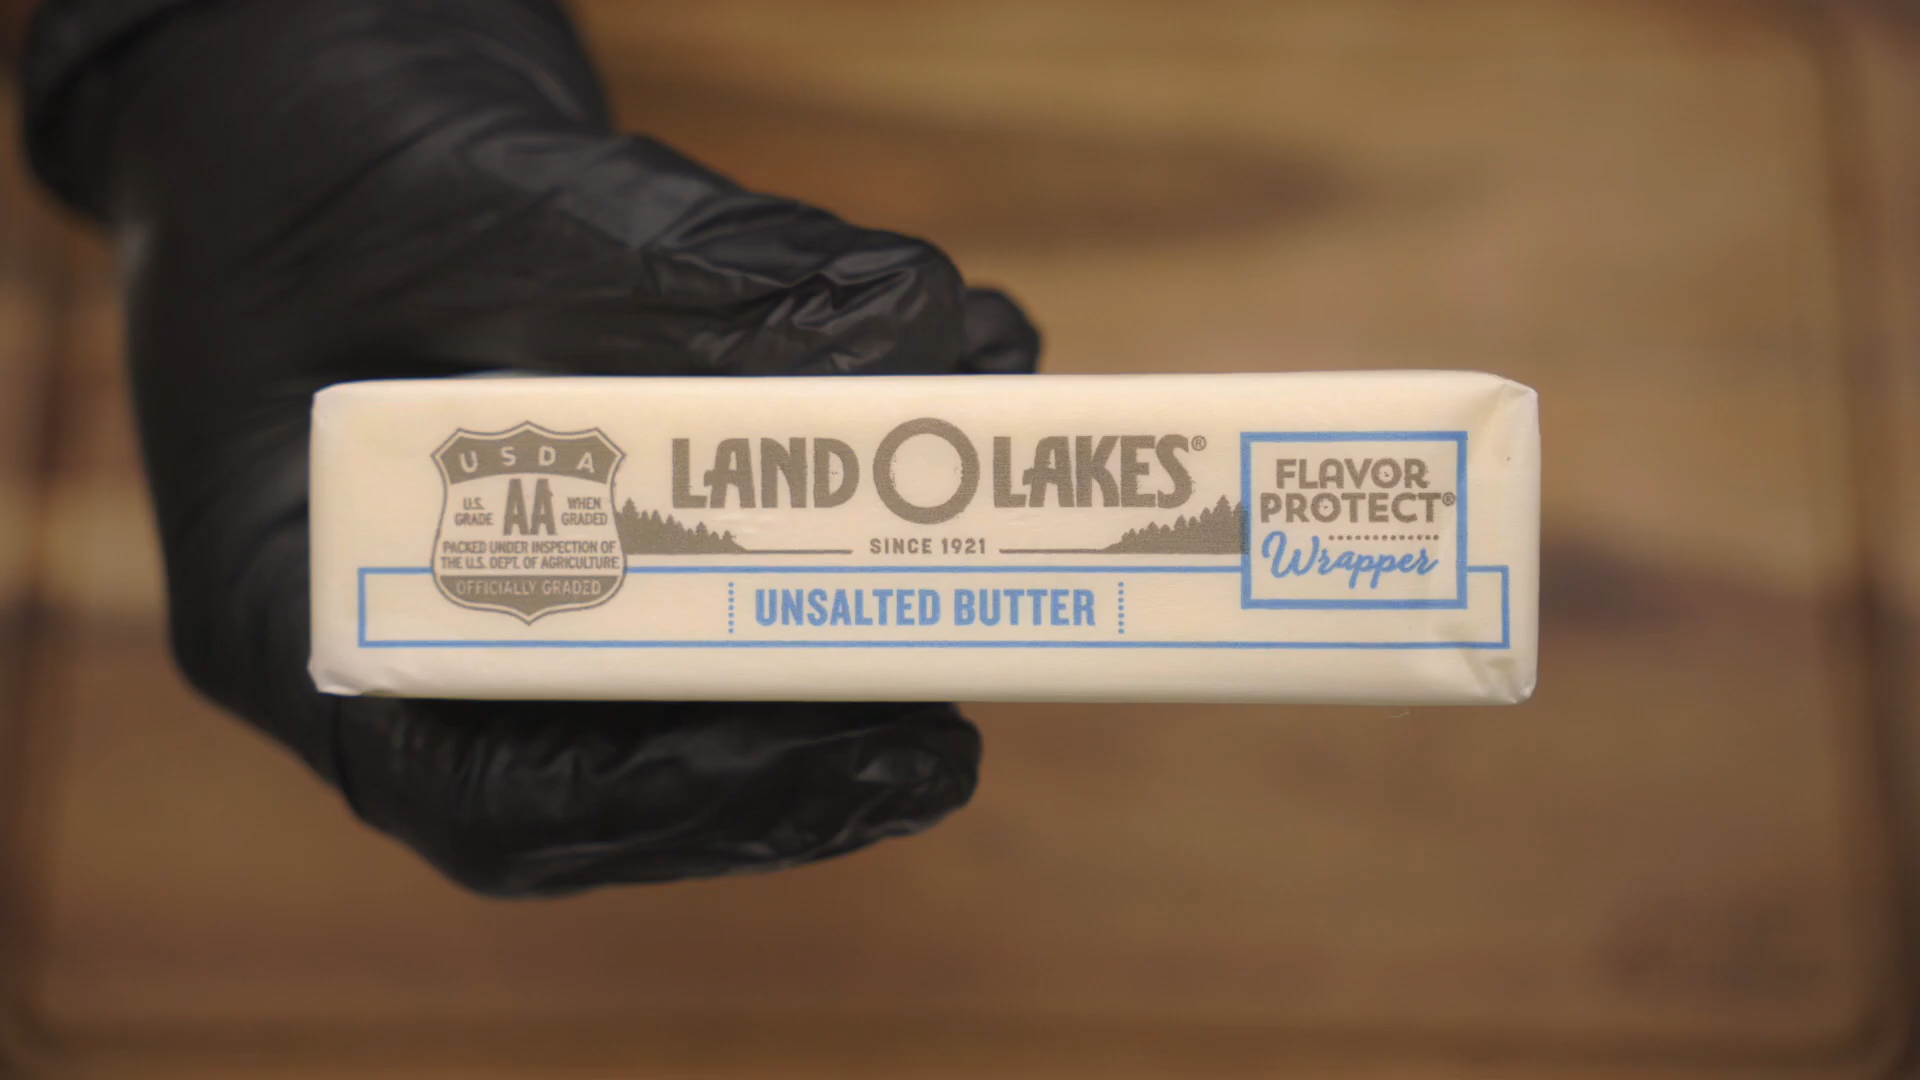 USDA
U.S. GRADE AA WHEN GRADED
PACKED UNDER INSPECTION OF
THE U.S. DEPT. OF AGRICULTURE
OFFICIALLY GRADED
LAND O LAKES®
SINCE 1921
UNSALTED BUTTER
FLAVOR
PROTECT®
Wrapper